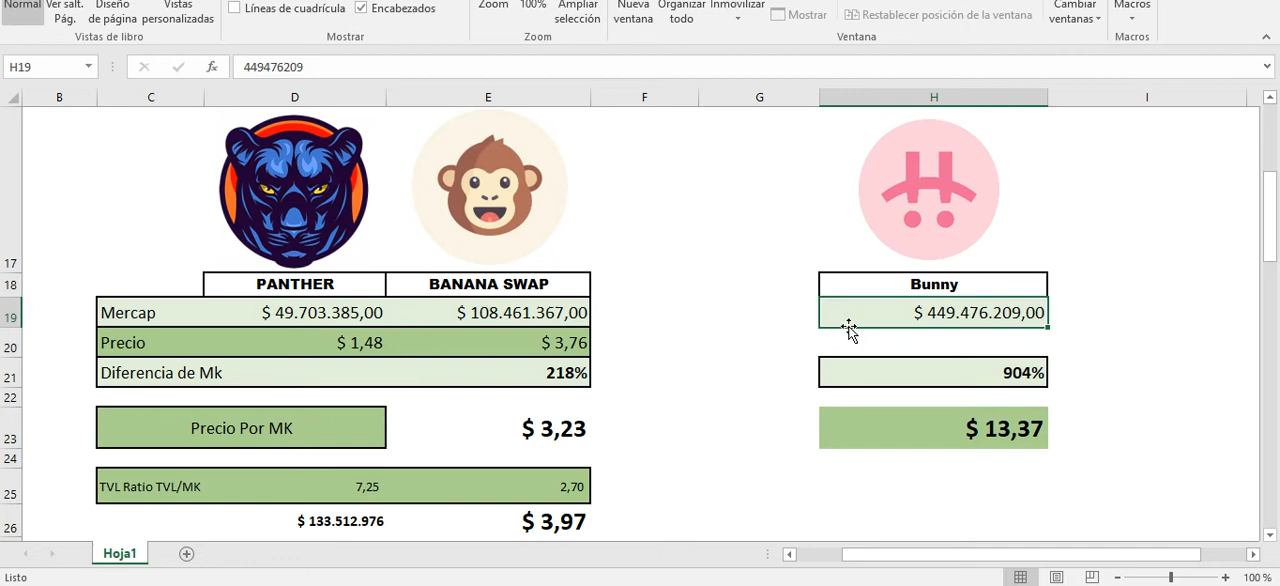 Normal Ver salt. Diseño Vistas
Pág. de página personalizadas
Líneas de cuadrícula Encabezados
Zoom 100% Ampliar
selección
Nueva Organizar Inmovilizar
ventana todo
Mostrar Restablecer posición de la ventana
Cambiar
ventanas
Macros
Vistas de libro Mostrar Zoom Ventana Macros
H19 fx 449476209
B C D E F G H I
17
18 PANTHER BANANA SWAP Bunny
19 Mercap $ 49.703.385,00 $ 108.461.367,00 $ 449.476.209,00
20 Precio $ 1,48 $ 3,76
21 Diferencia de Mk 218% 904%
22
23 Precio Por MK $ 3,23 $ 13,37
24
25 TVL Ratio TVL/MK 7,25 2,70
26 $ 133.512.976 $ 3,97
Hoja1
Listo 100 %